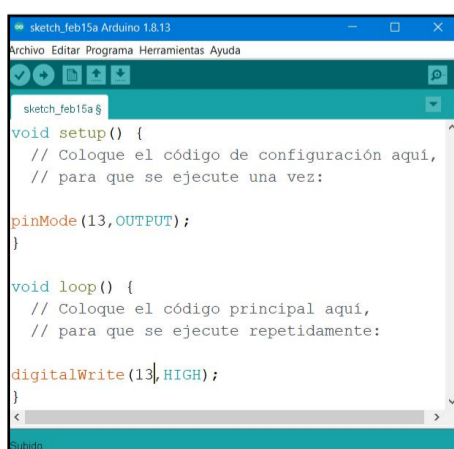 sketch_feb15a Arduino 1.8.13
Archivo Editar Programa Herramientas Ayuda
sketch_feb15a §
void setup() {
// Coloque el código de configuración aquí,
// para que se ejecute una vez:
pinMode(13,OUTPUT);
}
void loop() {
// Coloque el código principal aquí,
// para que se ejecute repetidamente:
digitalWrite(13,HIGH);
}
Subido